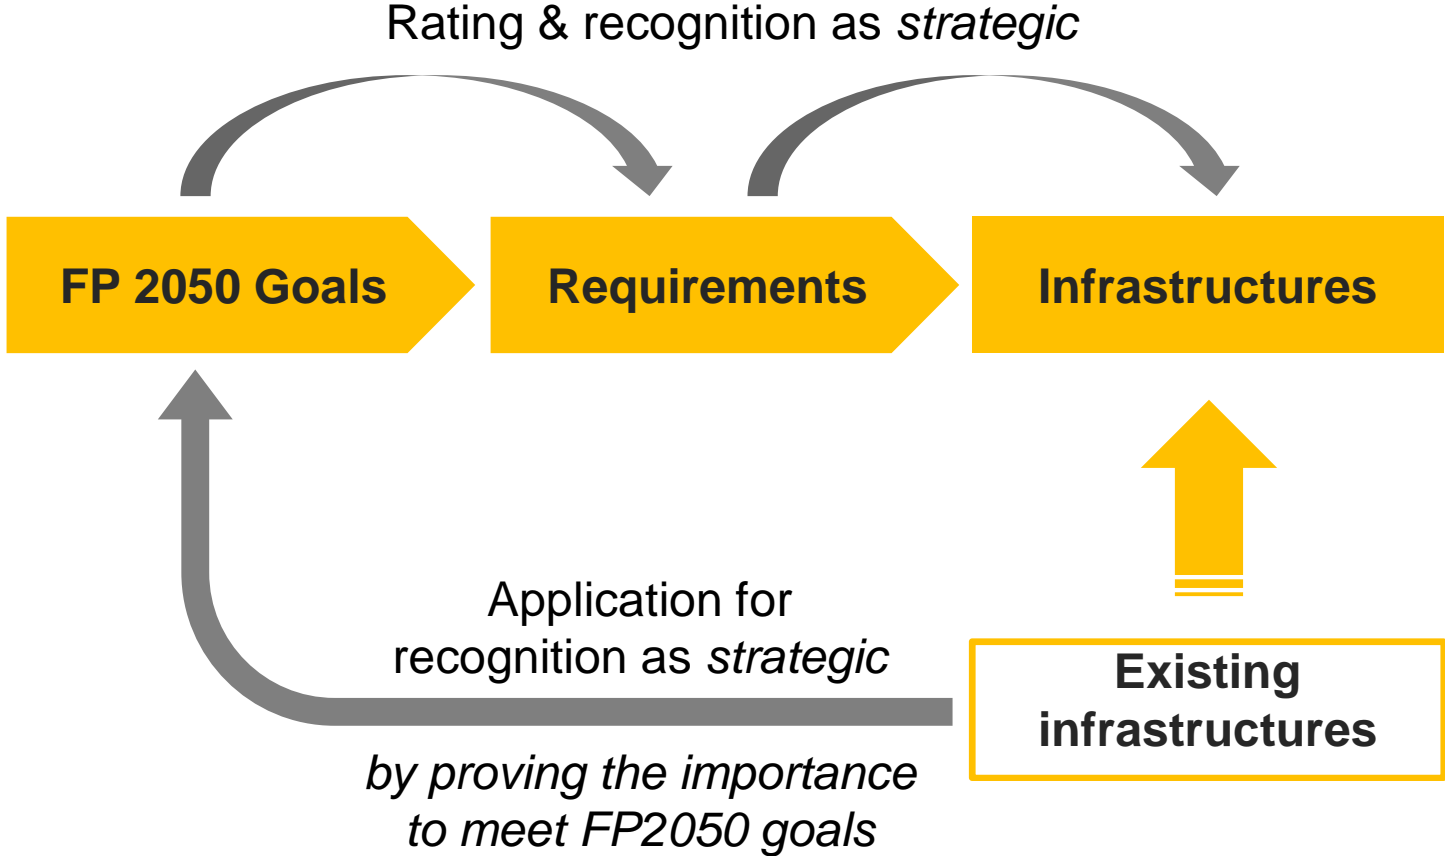 Rating & recognition as strategic
FP 2050 Goals
Requirements
Infrastructures
Application for
recognition as strategic
by proving the importance
to meet FP2050 goals
Existing
infrastructures